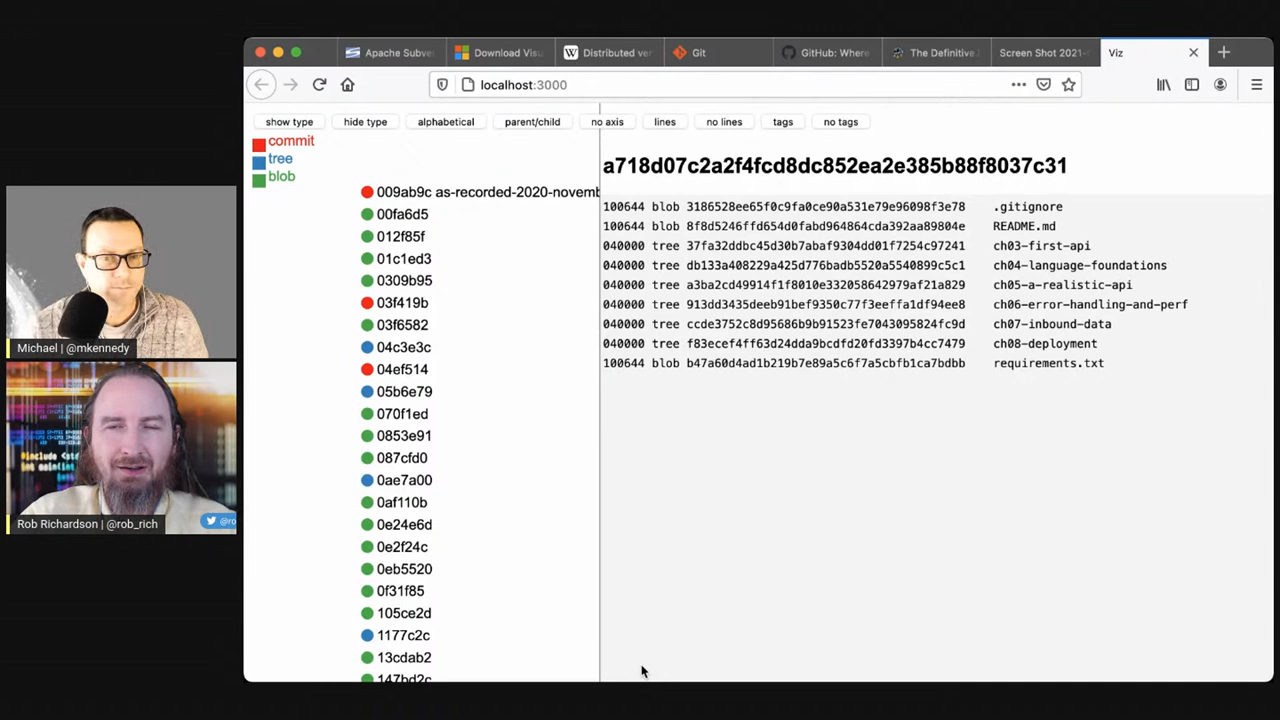 Apache Subve
Download Visu
Distributed ver
Git
GitHub: Where
The Definitive
Screen Shot 2021-
Viz
localhost:3000
show type
hide type
alphabetical
parent/child
no axis
lines
no lines
tags
no tags
commit
tree
blob
009ab9c as-recorded-2020-novemb
00fa6d5
012f85f
01c1ed3
0309b95
03f419b
03f6582
04c3e3c
04ef514
05b6e79
070f1ed
0853e91
087cfd0
0ae7a00
0af110b
0e24e6d
0e2f24c
0eb5520
0f31f85
105ce2d
1177c2c
13cdab2
147bd2c
a718d07c2a2f4fcd8dc852ea2e385b88f8037c31
100644 blob 3186528ee65f0c9fa0ce90a531e79e96098f3e78 .gitignore
100644 blob 8f8d5246ffd654d0fabd964864cda392aa89804e README.md
040000 tree 37fa32ddbc45d30b7abaf9304dd01f7254c97241 ch03-first-api
040000 tree db133a408229a425d776badb5520a5540899c5c1 ch04-language-foundations
040000 tree a3ba2cd49914f1f8010e332058642979af21a829 ch05-a-realistic-api
040000 tree 913dd3435deeb91bef9350c77f3eeffa1df94ee8 ch06-error-handling-and-perf
040000 tree ccde3752c8d95686b9b91523fe7043095824fc9d ch07-inbound-data
040000 tree f83ecef4ff63d24dda9bcdfd20fd3397b4cc7479 ch08-deployment
100644 blob b47a60d4ad1b219b7e89a5c6f7a5cbfb1ca7bdbb requirements.txt
Michael | @mkennedy
Rob Richardson | @rob_rich
@ro